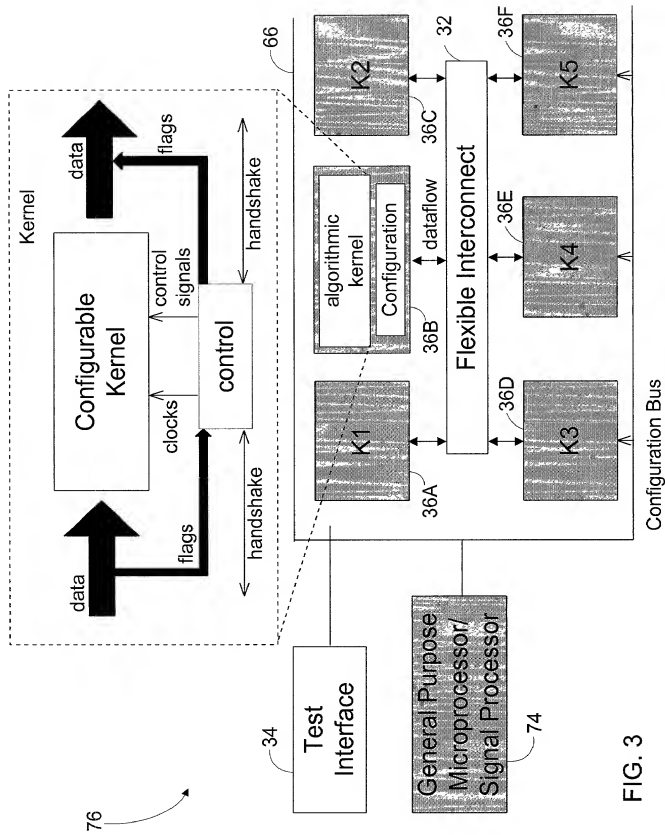 76
Kernel
data
flags
handshake
Configurable
Kernel
clocks
control
signals
control
data
flags
handshake
34
Test
Interface
General Purpose
Microprocessor/
Signal Processor
74
66
K1
36A
algorithmic
kernel
Configuration
36B
dataflow
K2
36C
Flexible Interconnect
32
K3
36D
K4
36E
K5
36F
Configuration Bus
FIG. 3